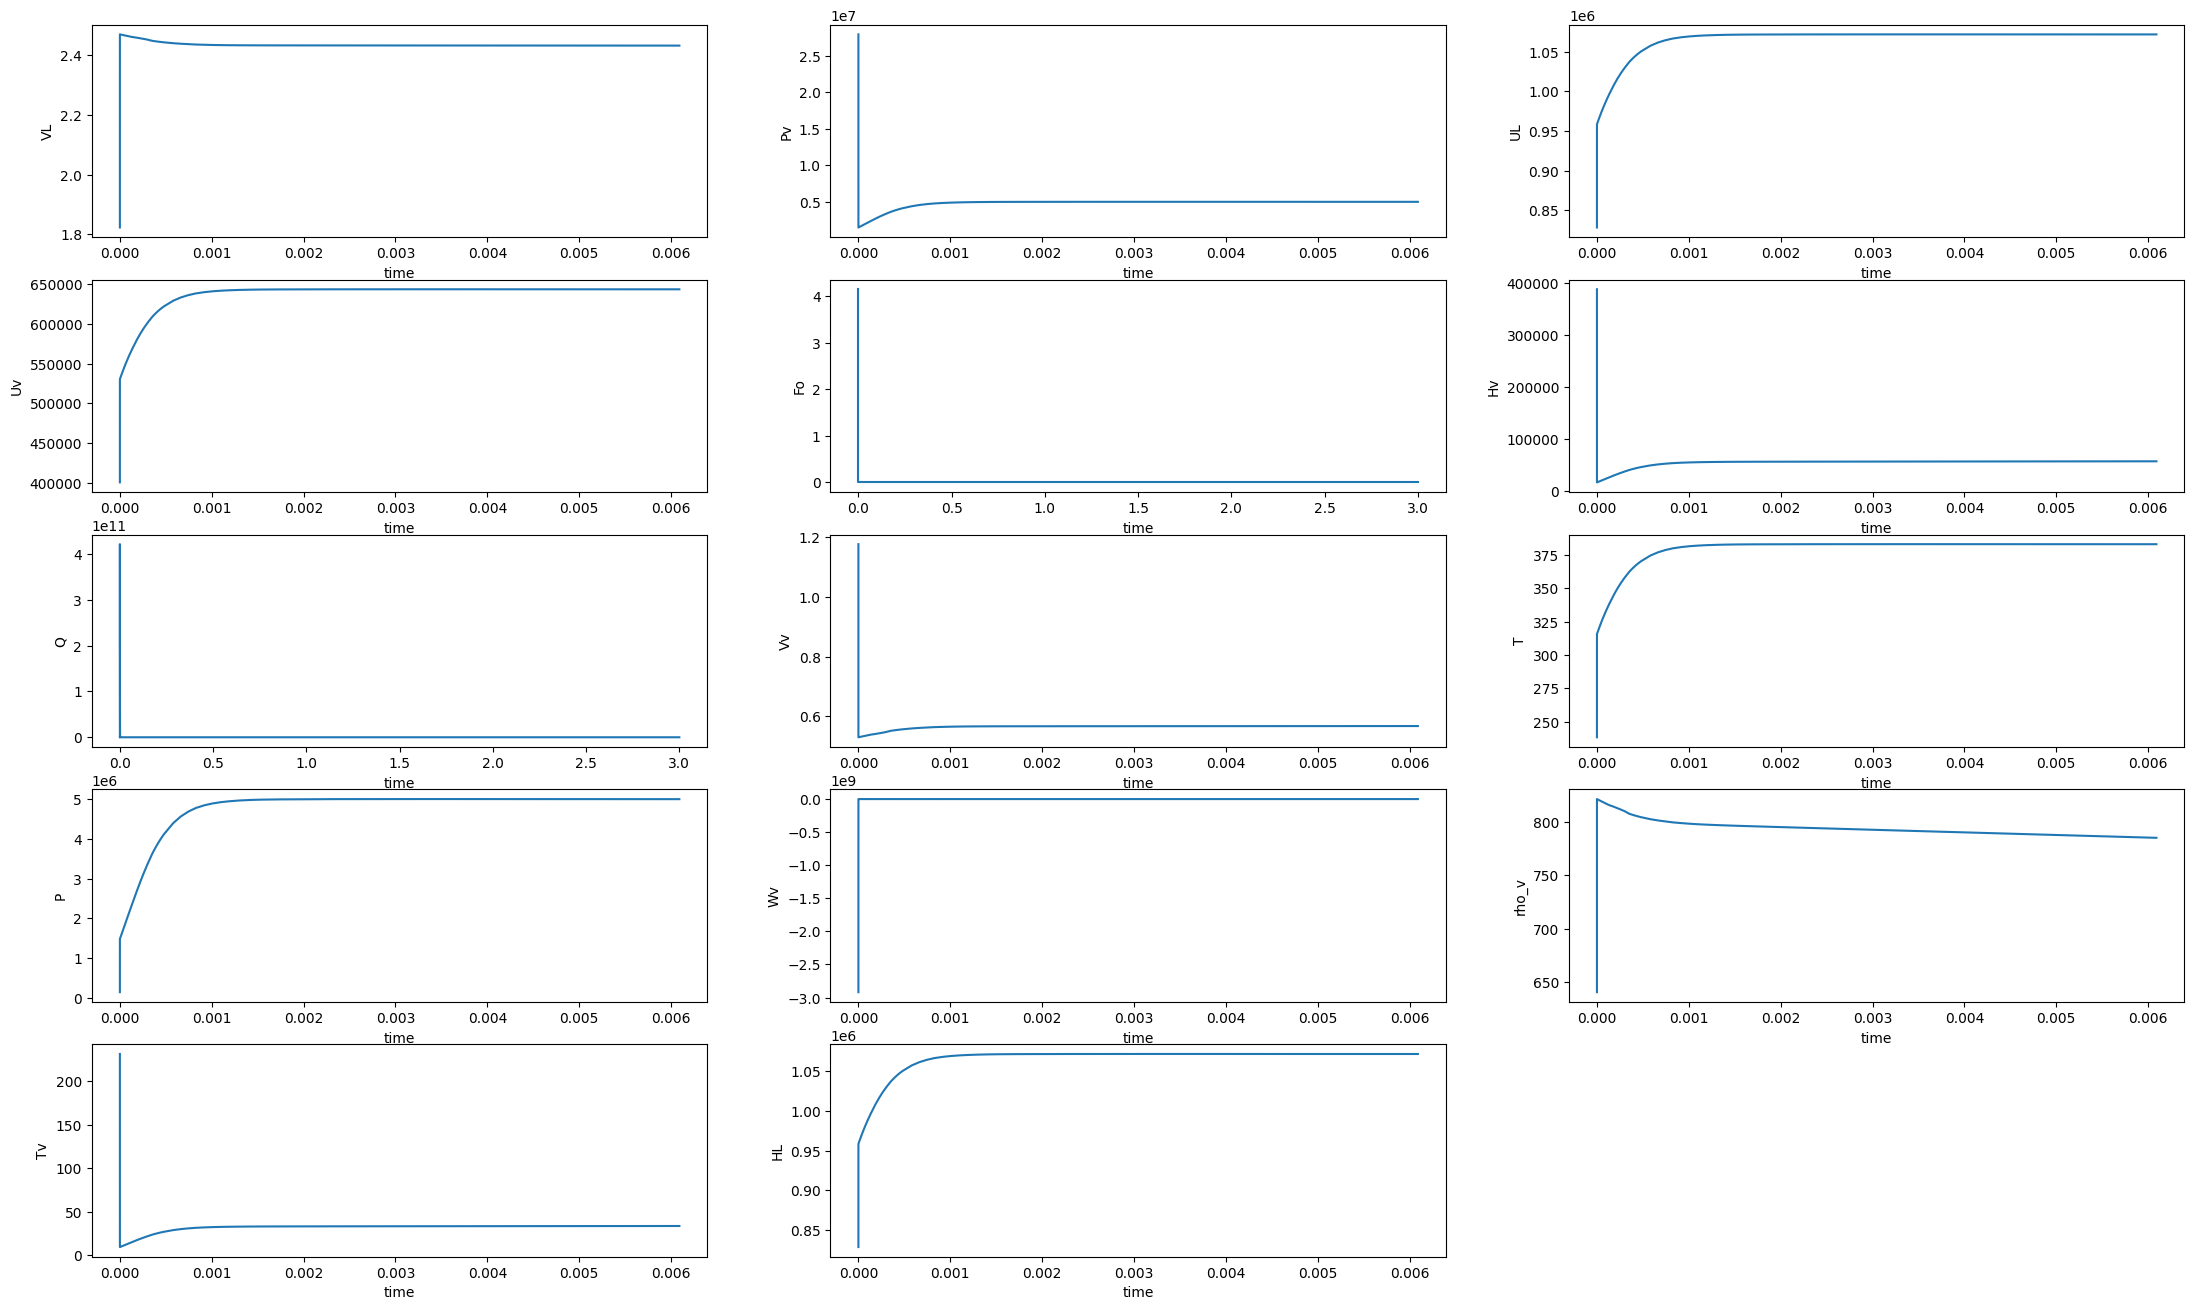 1e7
1e6
2.4
2.2
2.0
1.8
VL
0.000 0.001 0.002 0.003 0.004 0.005 0.006
time
2.5
2.0
1.5
1.0
0.5
Pv
0.000 0.001 0.002 0.003 0.004 0.005 0.006
time
1.05
1.00
0.95
0.90
0.85
UL
0.000 0.001 0.002 0.003 0.004 0.005 0.006
time
650000
600000
550000
500000
450000
400000
Uv
0.000 0.001 0.002 0.003 0.004 0.005 0.006
time
4
3
2
1
0
Fo
0.0 0.5 1.0 1.5 2.0 2.5 3.0
time
400000
300000
200000
100000
0
Hv
0.000 0.001 0.002 0.003 0.004 0.005 0.006
time
1e11
4
3
2
1
0
Q
0.0 0.5 1.0 1.5 2.0 2.5 3.0
time
1.2
1.0
0.8
0.6
Vv
0.000 0.001 0.002 0.003 0.004 0.005 0.006
time
375
350
325
300
275
250
T
0.000 0.001 0.002 0.003 0.004 0.005 0.006
time
1e6
5
4
3
2
1
0
P
0.000 0.001 0.002 0.003 0.004 0.005 0.006
time
1e9
0.0
−0.5
−1.0
−1.5
−2.0
−2.5
−3.0
Wv
0.000 0.001 0.002 0.003 0.004 0.005 0.006
time
800
750
700
650
rho_v
0.000 0.001 0.002 0.003 0.004 0.005 0.006
time
200
150
100
50
0
Tv
0.000 0.001 0.002 0.003 0.004 0.005 0.006
time
1e6
1.05
1.00
0.95
0.90
0.85
HL
0.000 0.001 0.002 0.003 0.004 0.005 0.006
time